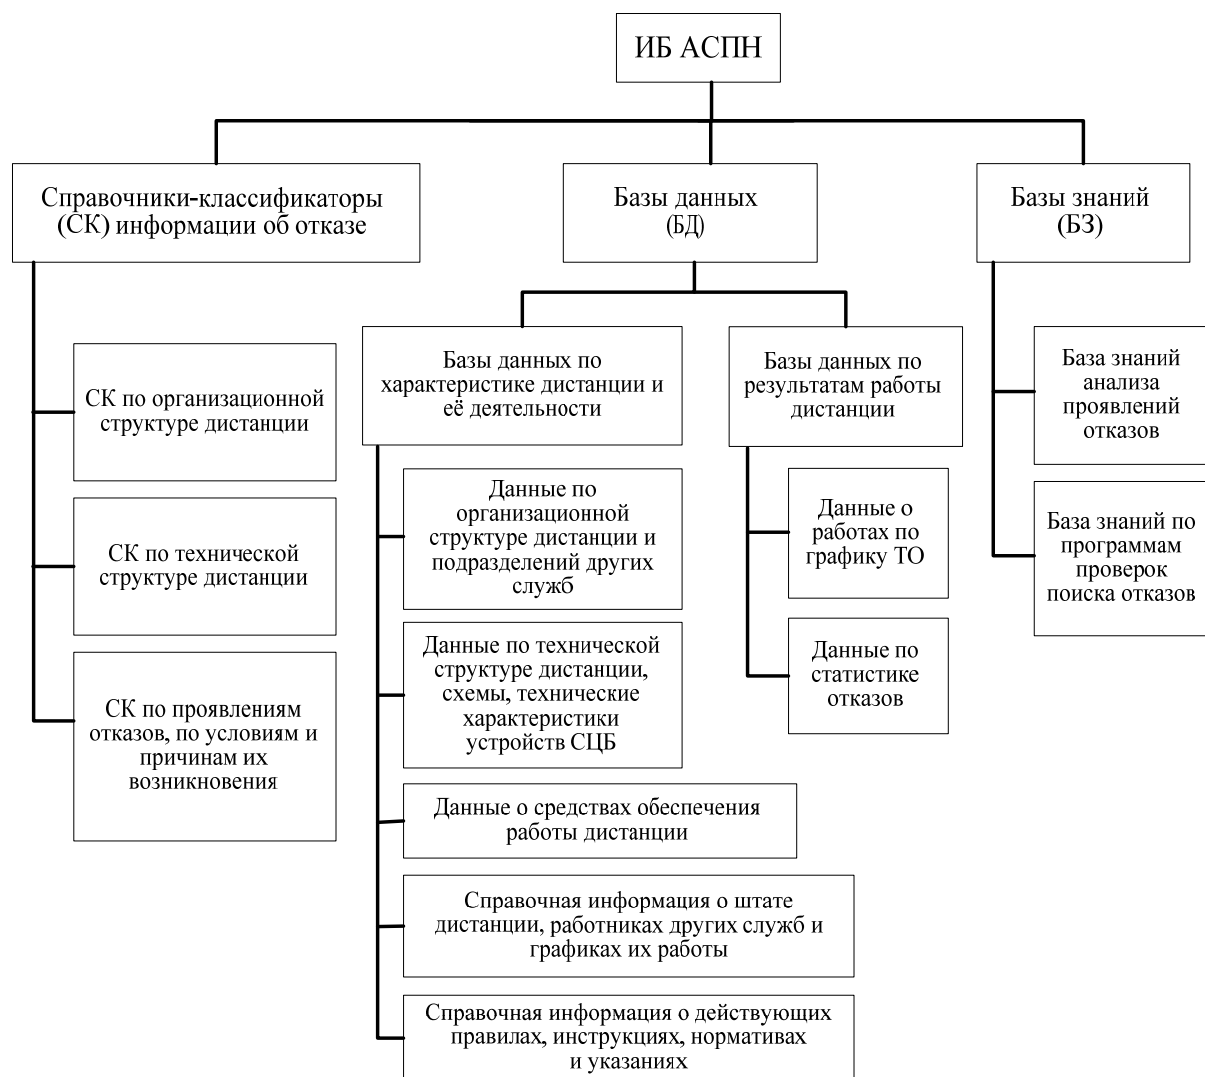 ИБ АСПН
Справочники-классификаторы
(СК) информации об отказе
Базы данных
(БД)
Базы знаний
(БЗ)
СК по организационной
структуре дистанции
СК по технической
структуре дистанции
СК по проявлениям
отказов, по условиям и
причинам их
возникновения
Базы данных по
характеристике дистанции и
её деятельности
Данные по
организационной
структуре дистанции и
подразделений других
служб
Данные по технической
структуре дистанции,
схемы, технические
характеристики
устройств СЦБ
Данные о средствах обеспечения
работы дистанции
Справочная информация о штате
дистанции, работниках других служб и
графиках их работы
Справочная информация о действующих
правилах, инструкциях, нормативах
и указаниях
Базы данных по
результатам работы
дистанции
Данные о
работах по
графику ТО
Данные по
статистике
отказов
База знаний
анализа
проявлений
отказов
База знаний по
программам
проверок
поиска отказов